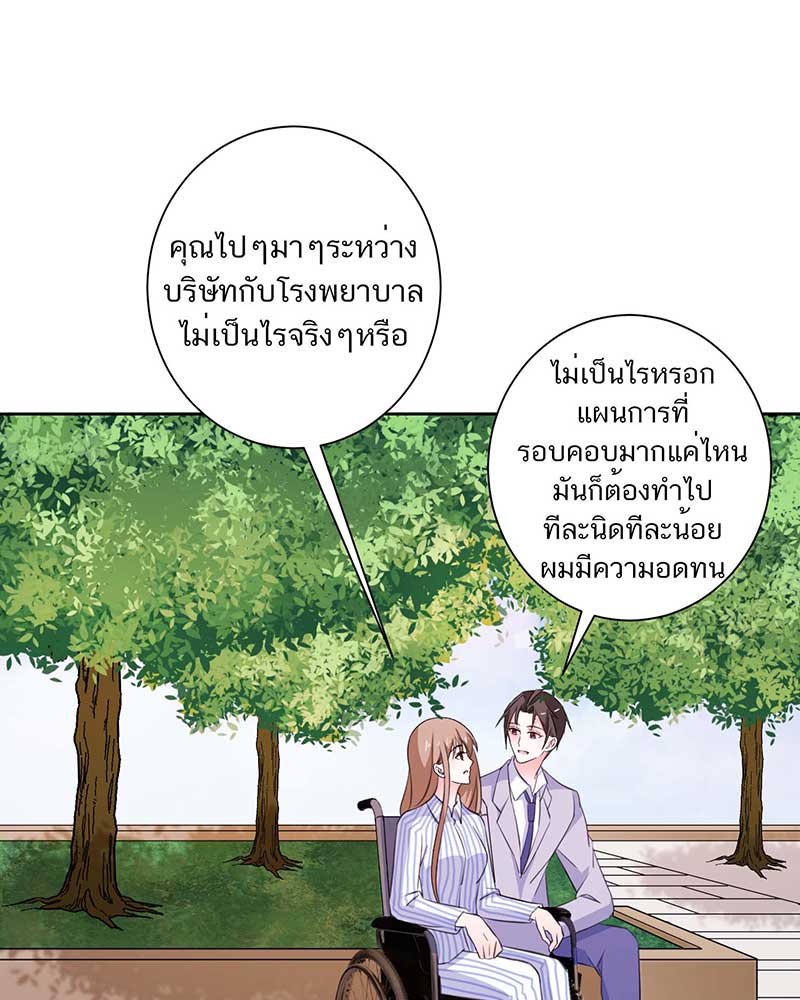 คุณไปๆมาๆระหว่าง
บริษัทกับโรงพยาบาล
ไม่เป็นไรจริงๆหรือ
ไม่เป็นไรหรอก
แผนการที่
รอบคอบมากแค่ไหน
มันก็ต้องทำไป
ทีละนิดทีละน้อย
ผมมีความอดทน